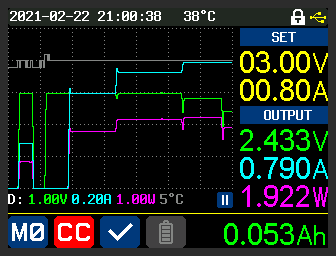 2021-02-22 21:00:38 38°C
SET
03.00V
00.80A
OUTPUT
2.433V
0.790A
1.922W
D: 1.00V 0.20A 1.00W 5°C
M0 CC 0.053Ah